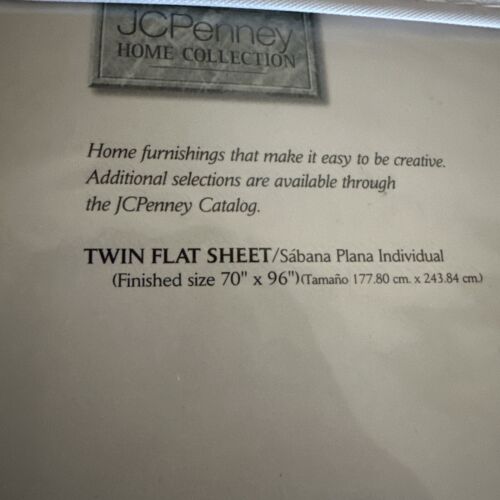 JCPenney
HOME COLLECTION
Home furnishings that make it easy to be creative.
Additional selections are available through
the JCPenney Catalog.
TWIN FLAT SHEET/Sábana Plana Individual
(Finished size 70" x 96")(Tamaño 177.80 cm. x 243.84 cm.)